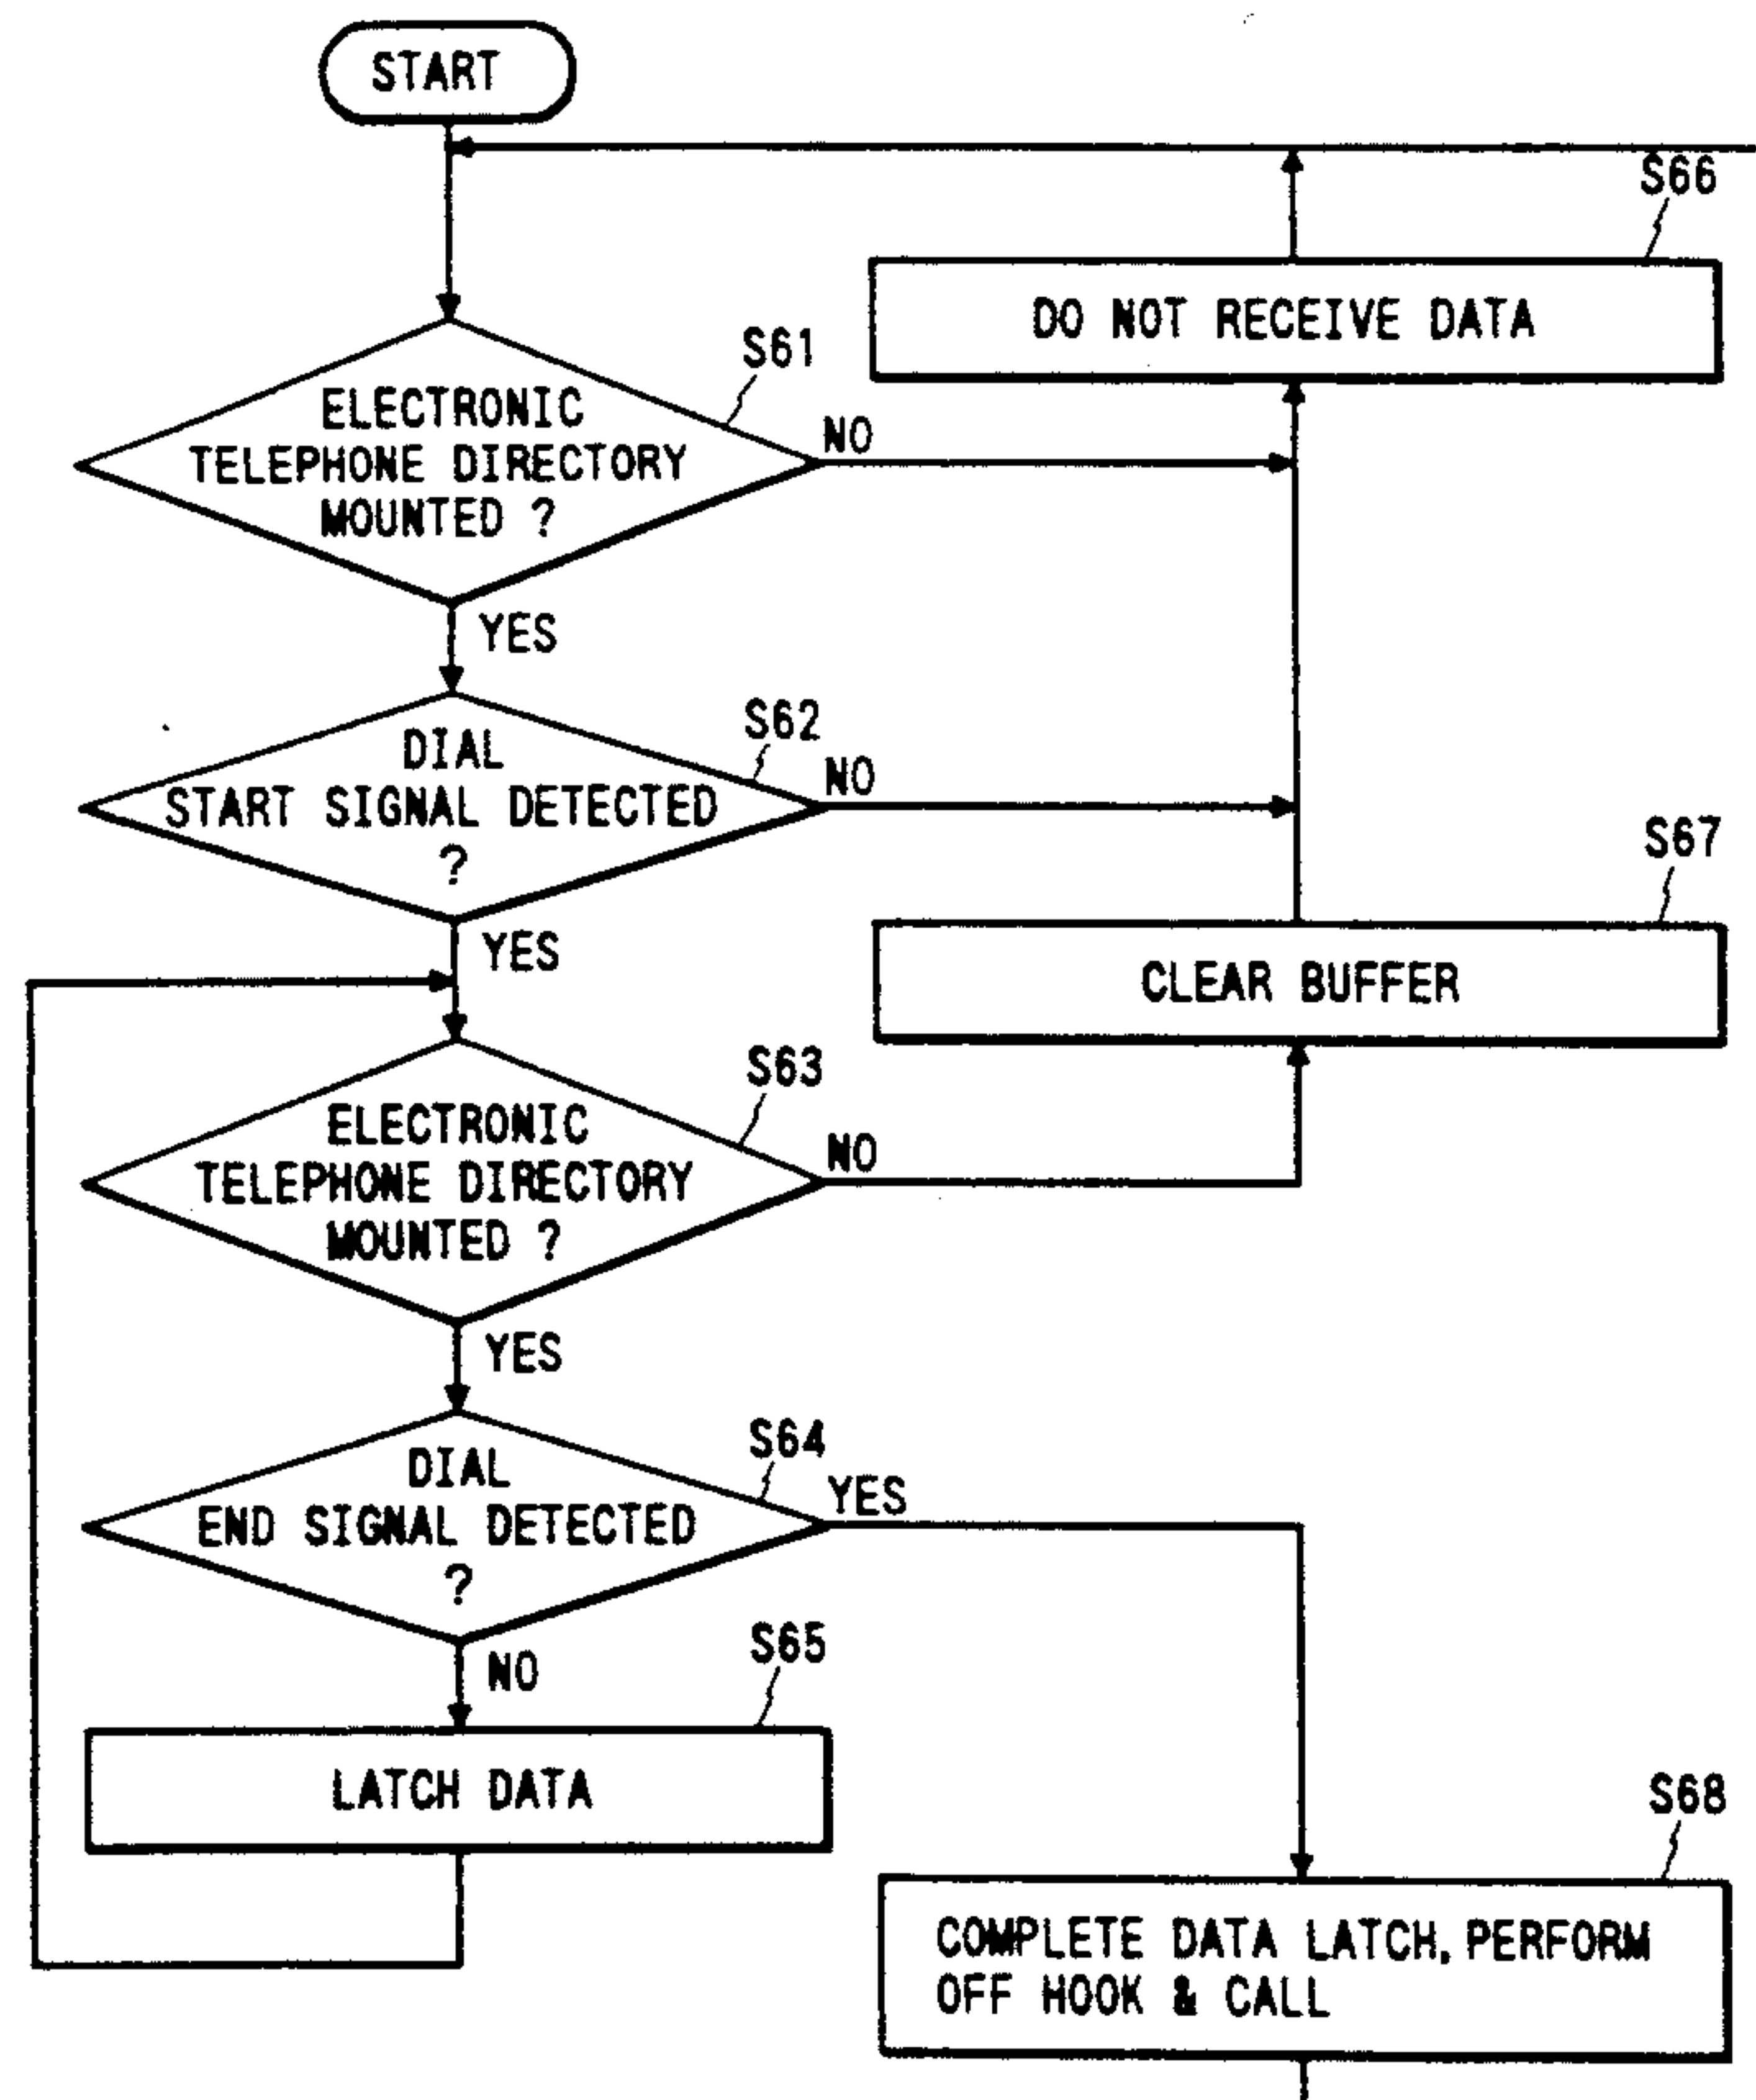 START
S66
DO NOT RECEIVE DATA
S61
ELECTRONIC
TELEPHONE DIRECTORY
MOUNTED ?
NO
YES
S62
DIAL
START SIGNAL DETECTED
?
NO
YES
S67
CLEAR BUFFER
S63
ELECTRONIC
TELEPHONE DIRECTORY
MOUNTED ?
NO
YES
S64
DIAL
END SIGNAL DETECTED
?
YES
NO
S65
LATCH DATA
S68
COMPLETE DATA LATCH, PERFORM
OFF HOOK & CALL